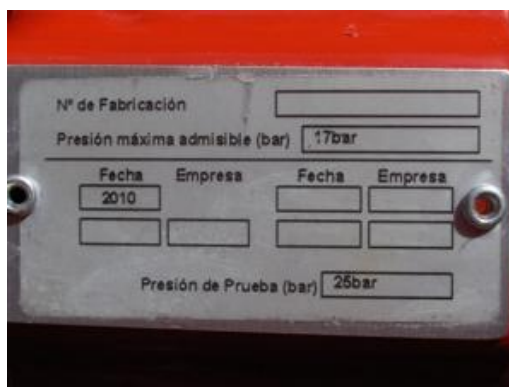 Nº de Fabricación
Presión máxima admisible (bar) 17bar
Fecha Empresa Fecha Empresa
2010
Presión de Prueba (bar) 25bar